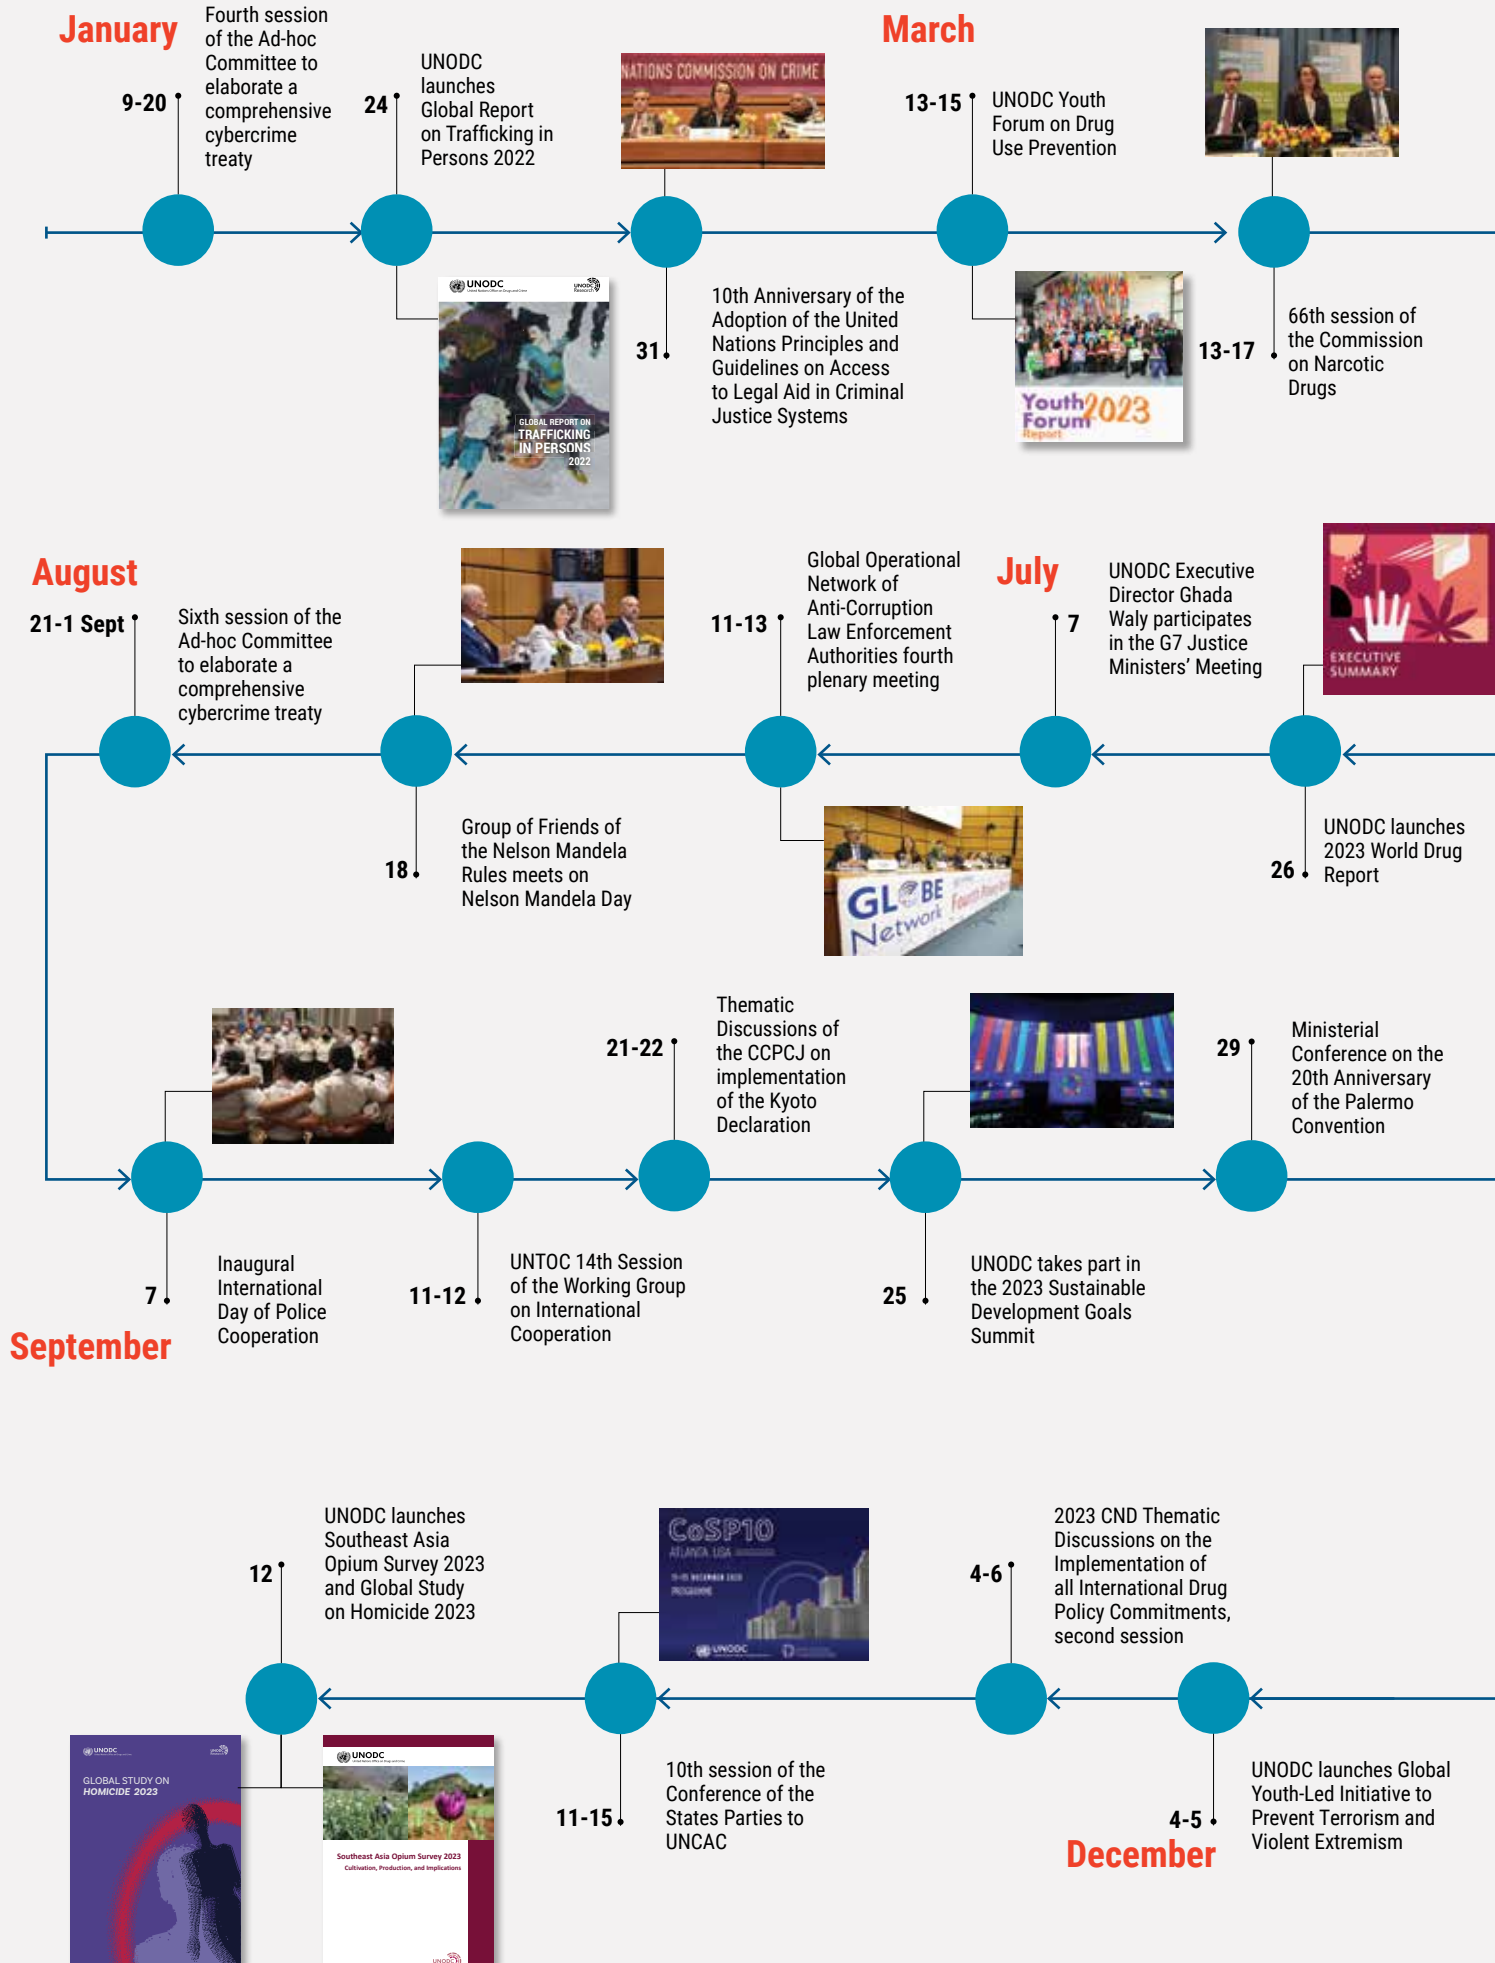 January
9-20
Fourth session
of the Ad-hoc
Committee to
elaborate a
comprehensive
cybercrime
treaty
24
UNODC
launches
Global Report
on Trafficking in
Persons 2022
NATIONS COMMISSION ON CRIME
March
13-15
UNODC Youth
Forum on Drug
Use Prevention
UNODC
UNODC
Research
GLOBAL REPORT ON
TRAFFICKING
IN PERSONS
2022
31
10th Anniversary of the
Adoption of the United
Nations Principles and
Guidelines on Access
to Legal Aid in Criminal
Justice Systems
Youth 2023
Forum
Report
13-17
66th session of
the Commission
on Narcotic
Drugs
August
21-1 Sept
Sixth session of the
Ad-hoc Committee
to elaborate a
comprehensive
cybercrime treaty
11-13
Global Operational
Network of
Anti-Corruption
Law Enforcement
Authorities fourth
plenary meeting
July
7
UNODC Executive
Director Ghada
Waly participates
in the G7 Justice
Ministers’ Meeting
EXECUTIVE
SUMMARY
18
Group of Friends of
the Nelson Mandela
Rules meets on
Nelson Mandela Day
GLOBE
Network
Fourth
26
UNODC launches
2023 World Drug
Report
21-22
Thematic
Discussions of
the CCPCJ on
implementation
of the Kyoto
Declaration
29
Ministerial
Conference on the
20th Anniversary
of the Palermo
Convention
7
Inaugural
International
Day of Police
Cooperation
September
11-12
UNTOC 14th Session
of the Working Group
on International
Cooperation
25
UNODC takes part in
the 2023 Sustainable
Development Goals
Summit
12
UNODC launches
Southeast Asia
Opium Survey 2023
and Global Study
on Homicide 2023
CoSP10
ATLANTA, USA
11-15 DECEMBER 2023
PROGRAMME
UNODC
4-6
2023 CND Thematic
Discussions on the
Implementation of
all International Drug
Policy Commitments,
second session
UNODC
GLOBAL STUDY ON
HOMICIDE 2023
UNODC
Southeast Asia Opium Survey 2023
Cultivation, Production, and Implications
UNODC
11-15
10th session of the
Conference of the
States Parties to
UNCAC
4-5
December
UNODC launches Global
Youth-Led Initiative to
Prevent Terrorism and
Violent Extremism